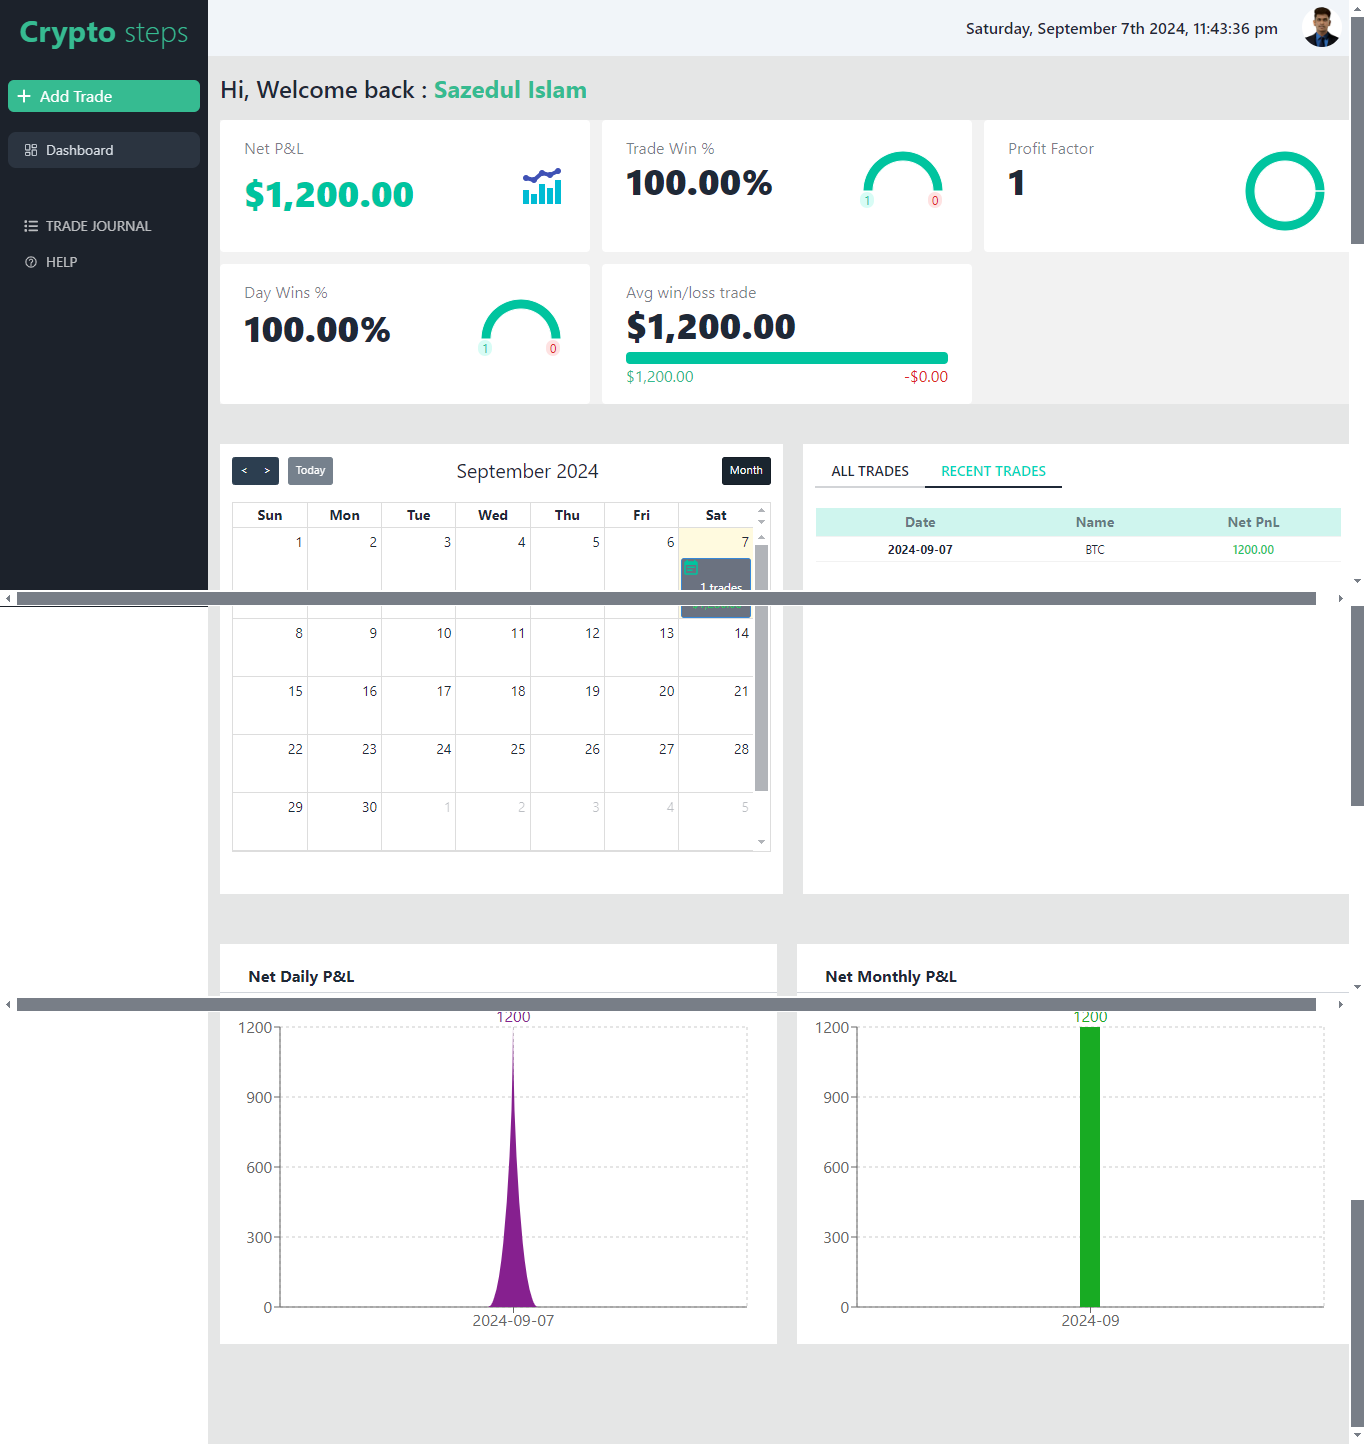 Crypto steps
Saturday, September 7th 2024, 11:43:36 pm
Add Trade
Dashboard
TRADE JOURNAL
HELP
Hi, Welcome back : Sazedul Islam
Net P&L
$1,200.00
Trade Win %
100.00%
1
0
Profit Factor
1
Day Wins %
100.00%
1
0
Avg win/loss trade
$1,200.00
$1,200.00
-$0.00
< >
Today
September 2024
Month
Sun Mon Tue Wed Thu Fri Sat
1 2 3 4 5 6 7
1 trades
8 9 10 11 12 13 14
15 16 17 18 19 20 21
22 23 24 25 26 27 28
29 30 1 2 3 4 5
ALL TRADES RECENT TRADES
Date Name Net PnL
2024-09-07 BTC 1200.00
Net Daily P&L
1200
1200
900
600
300
0
2024-09-07
Net Monthly P&L
1200
1200
900
600
300
0
2024-09